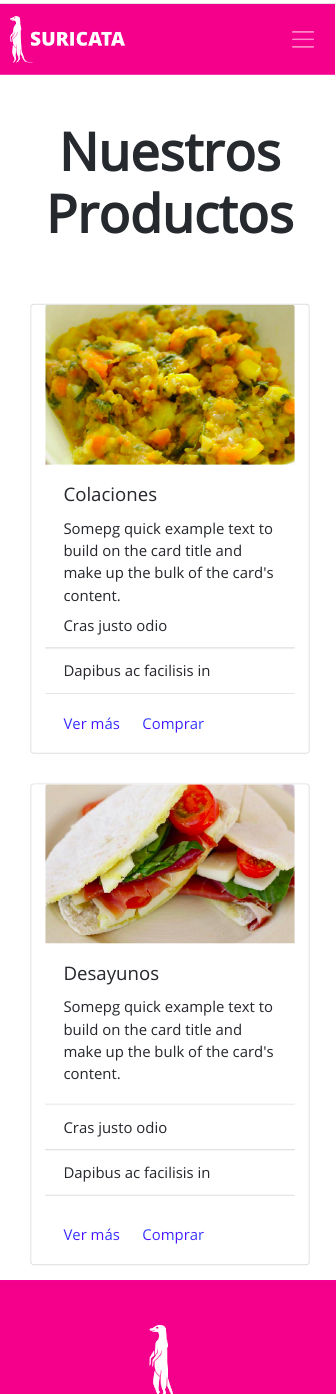 SURICATA
Nuestros
Productos
Colaciones
Somepg quick example text to
build on the card title and
make up the bulk of the card's
content.
Cras justo odio
Dapibus ac facilisis in
Ver más Comprar
Desayunos
Somepg quick example text to
build on the card title and
make up the bulk of the card's
content.
Cras justo odio
Dapibus ac facilisis in
Ver más Comprar